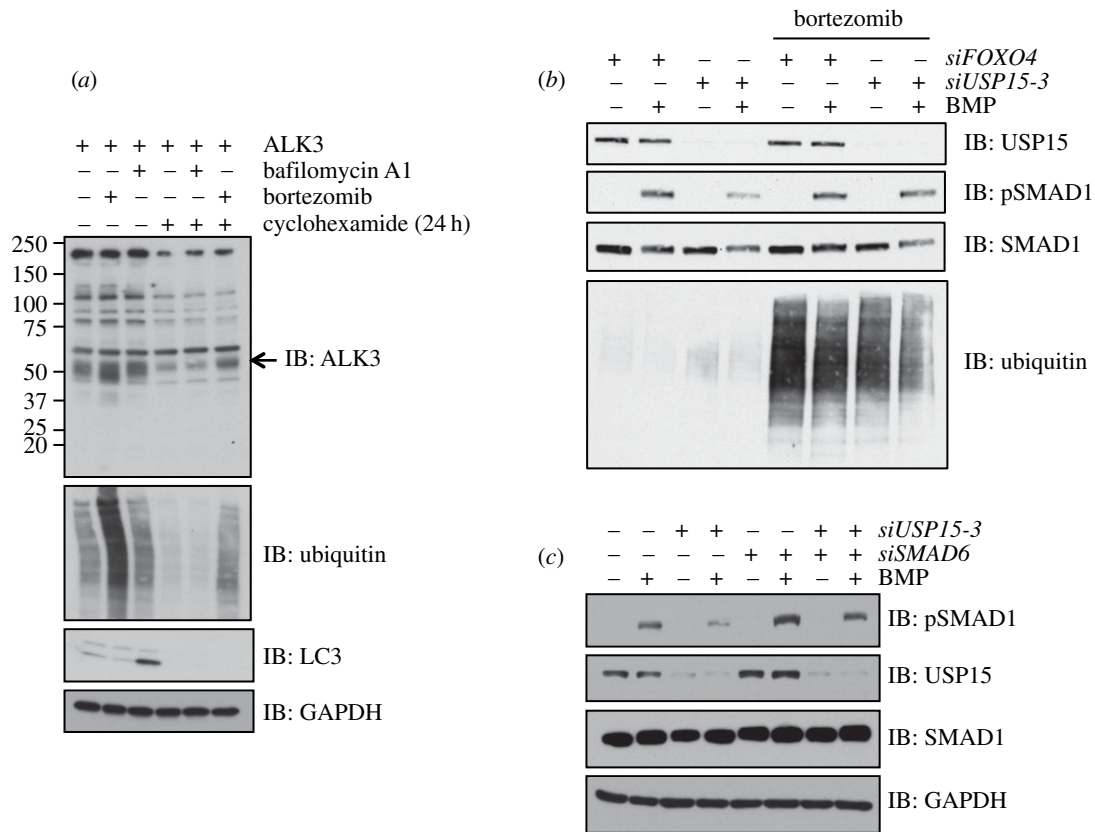 (a)
+ + + + + + ALK3
– – + – + – bafilomycin A1
– + – – – + bortezomib
– – – + + + cyclohexamide (24 h)
250
150
100
75
50
37
25
20
IB: ALK3
IB: ubiquitin
IB: LC3
IB: GAPDH
bortezomib
(b)
+ + – – + + – – siFOXO4
– – + + – – + + siUSP15-3
– + – + – + – + BMP
IB: USP15
IB: pSMAD1
IB: SMAD1
IB: ubiquitin
(c)
– – + + – – + + siUSP15-3
– – – – + + + + siSMAD6
– + – + – + – + BMP
IB: pSMAD1
IB: USP15
IB: SMAD1
IB: GAPDH